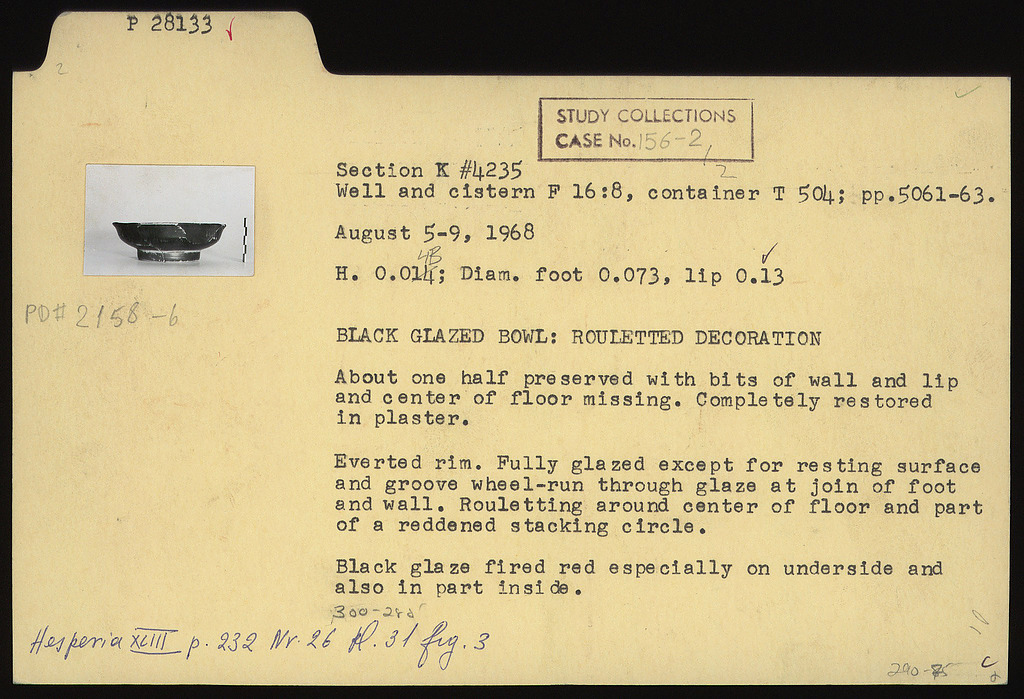 P 28133
2
STUDY COLLECTIONS
CASE No. 156-2
1/2
Section K #4235
Well and cistern F 16:8, container T 504; pp.5061-63.
August 5-9, 1968
48
H. 0.014; Diam. foot 0.073, lip 0.13
PD# 2158-6
BLACK GLAZED BOWL: ROULETTED DECORATION
About one half preserved with bits of wall and lip
and center of floor missing. Completely restored
in plaster.
Everted rim. Fully glazed except for resting surface
and groove wheel-run through glaze at join of foot
and wall. Rouletting around center of floor and part
of a reddened stacking circle.
Black glaze fired red especially on underside and
also in part inside.
Hesperia XLIII p. 232 Nr. 26 Pl. 31 fig. 3